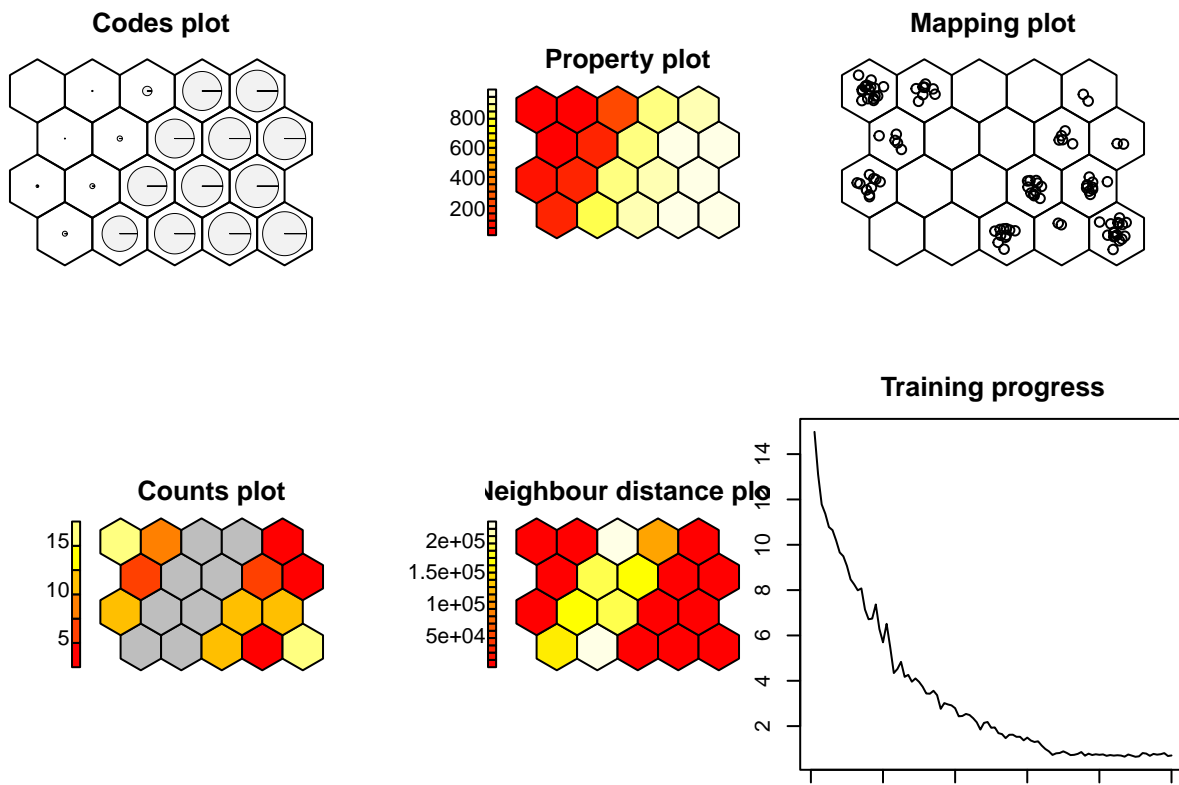 Codes plot
Property plot
Mapping plot
800
600
400
200
Training progress
Counts plot
Neighbour distance plo
15
10
5
2e+05
1.5e+05
1e+05
5e+04
14
12
10
8
6
4
2